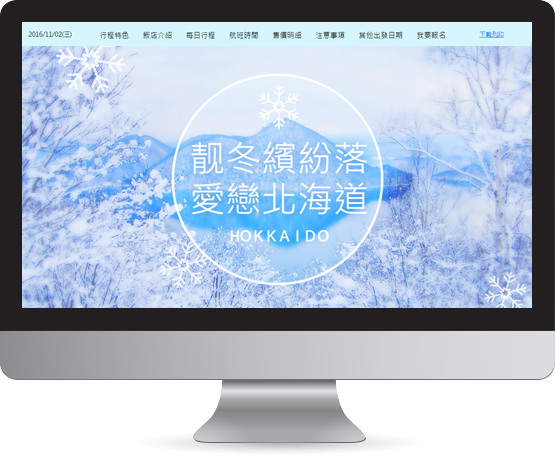 2016/11/02(三) 行程特色 飯店介紹 每日行程 航班時間 售價明細 注意事項 其他出發日期 我要報名 下載列印
靚冬繽紛落
愛戀北海道
HOKKAIDO